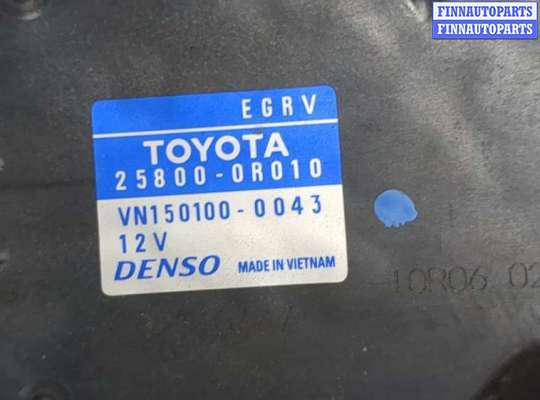 FINNAUTOPARTS
FINNAUTOPARTS
EGRV
TOYOTA
25800-0R010
VN150100-0043
12V
DENSO MADE IN VIETNAM
10R06 02